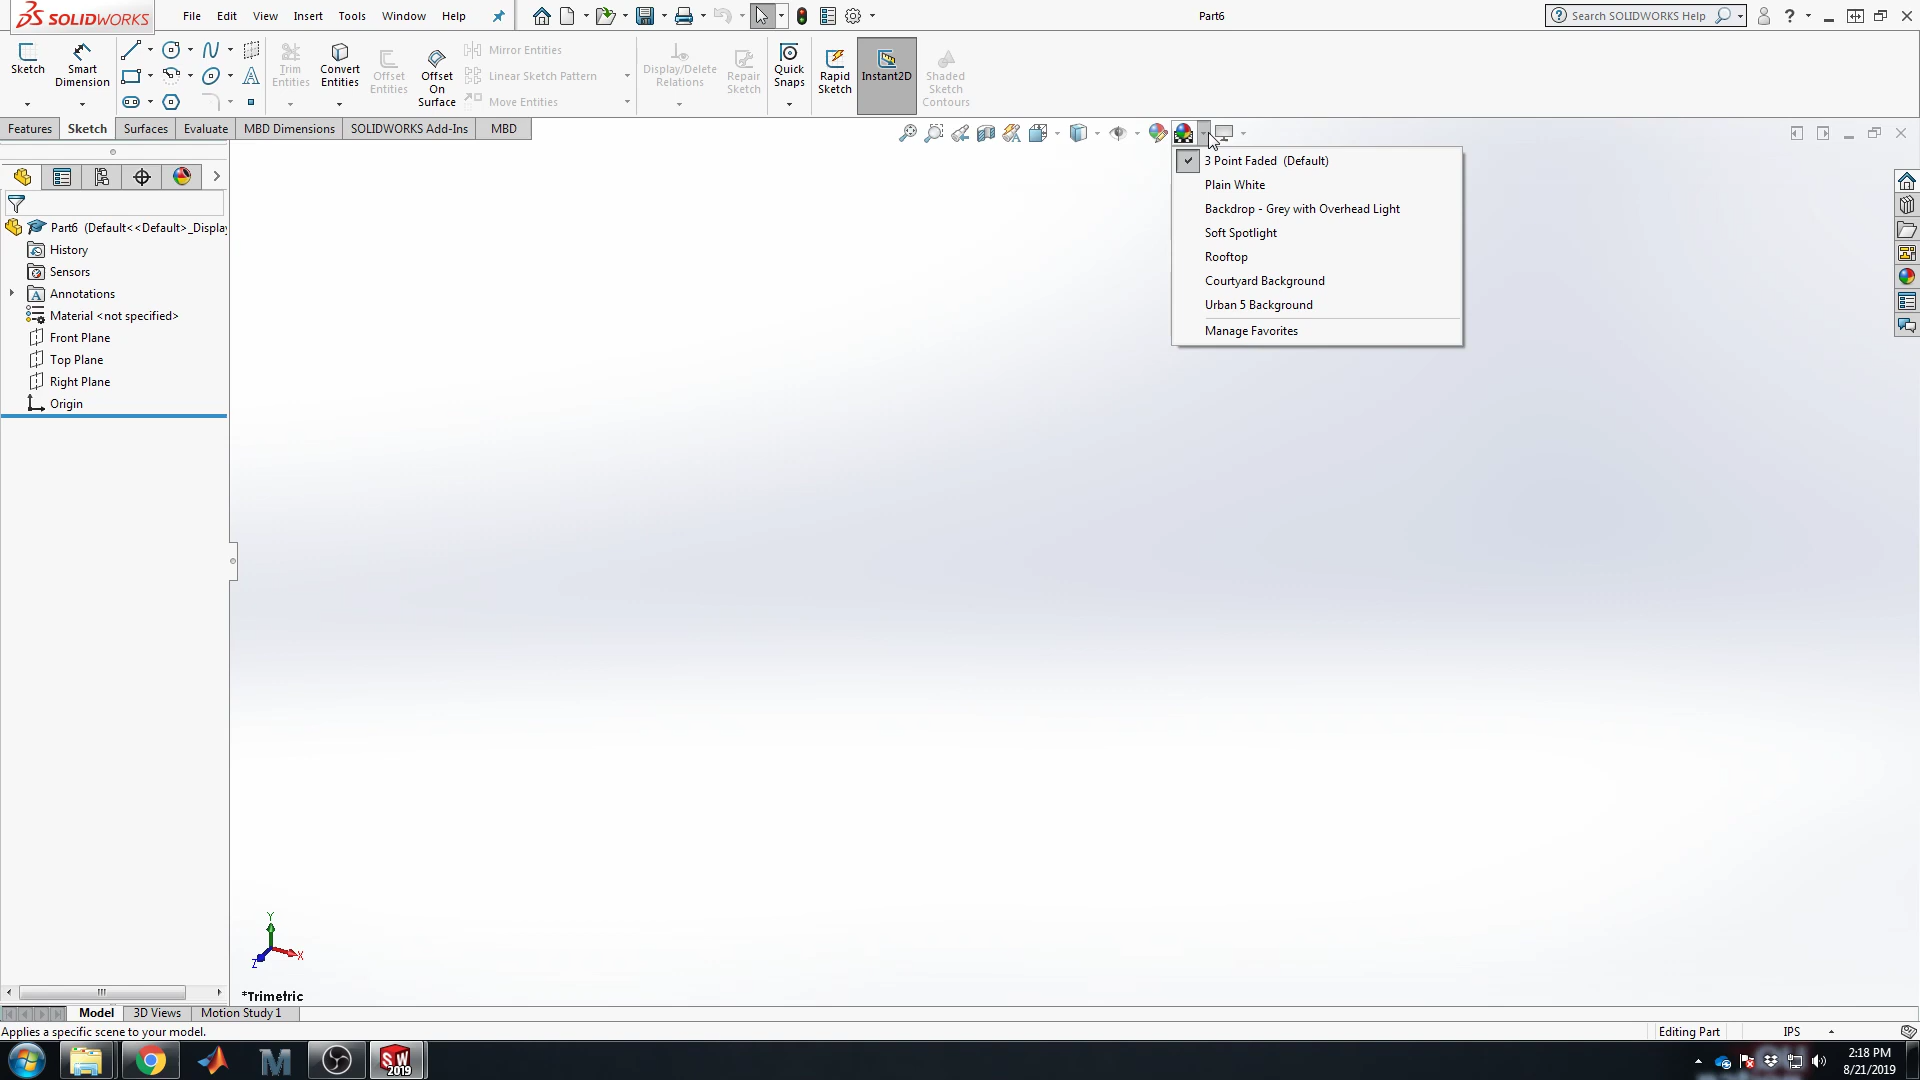 SOLIDWORKS File Edit View Insert Tools Window Help Part6 Search SOLIDWORKS Help
Sketch Smart Dimension Trim Entities Convert Entities Offset Entities Offset On Surface Mirror Entities Linear Sketch Pattern Move Entities Display/Delete Relations Repair Sketch Quick Snaps Rapid Sketch Instant2D Shaded Sketch Contours
Features Sketch Surfaces Evaluate MBD Dimensions SOLIDWORKS Add-Ins MBD
3 Point Faded (Default)
Plain White
Backdrop - Grey with Overhead Light
Soft Spotlight
Rooftop
Courtyard Background
Urban 5 Background
Manage Favorites
Part6 (Default<<Default>_Display
History
Sensors
Annotations
Material <not specified>
Front Plane
Top Plane
Right Plane
Origin
Y
X
Z
*Trimetric
Model 3D Views Motion Study 1
Applies a specific scene to your model. Editing Part IPS
SW 2019
2:18 PM
8/21/2019